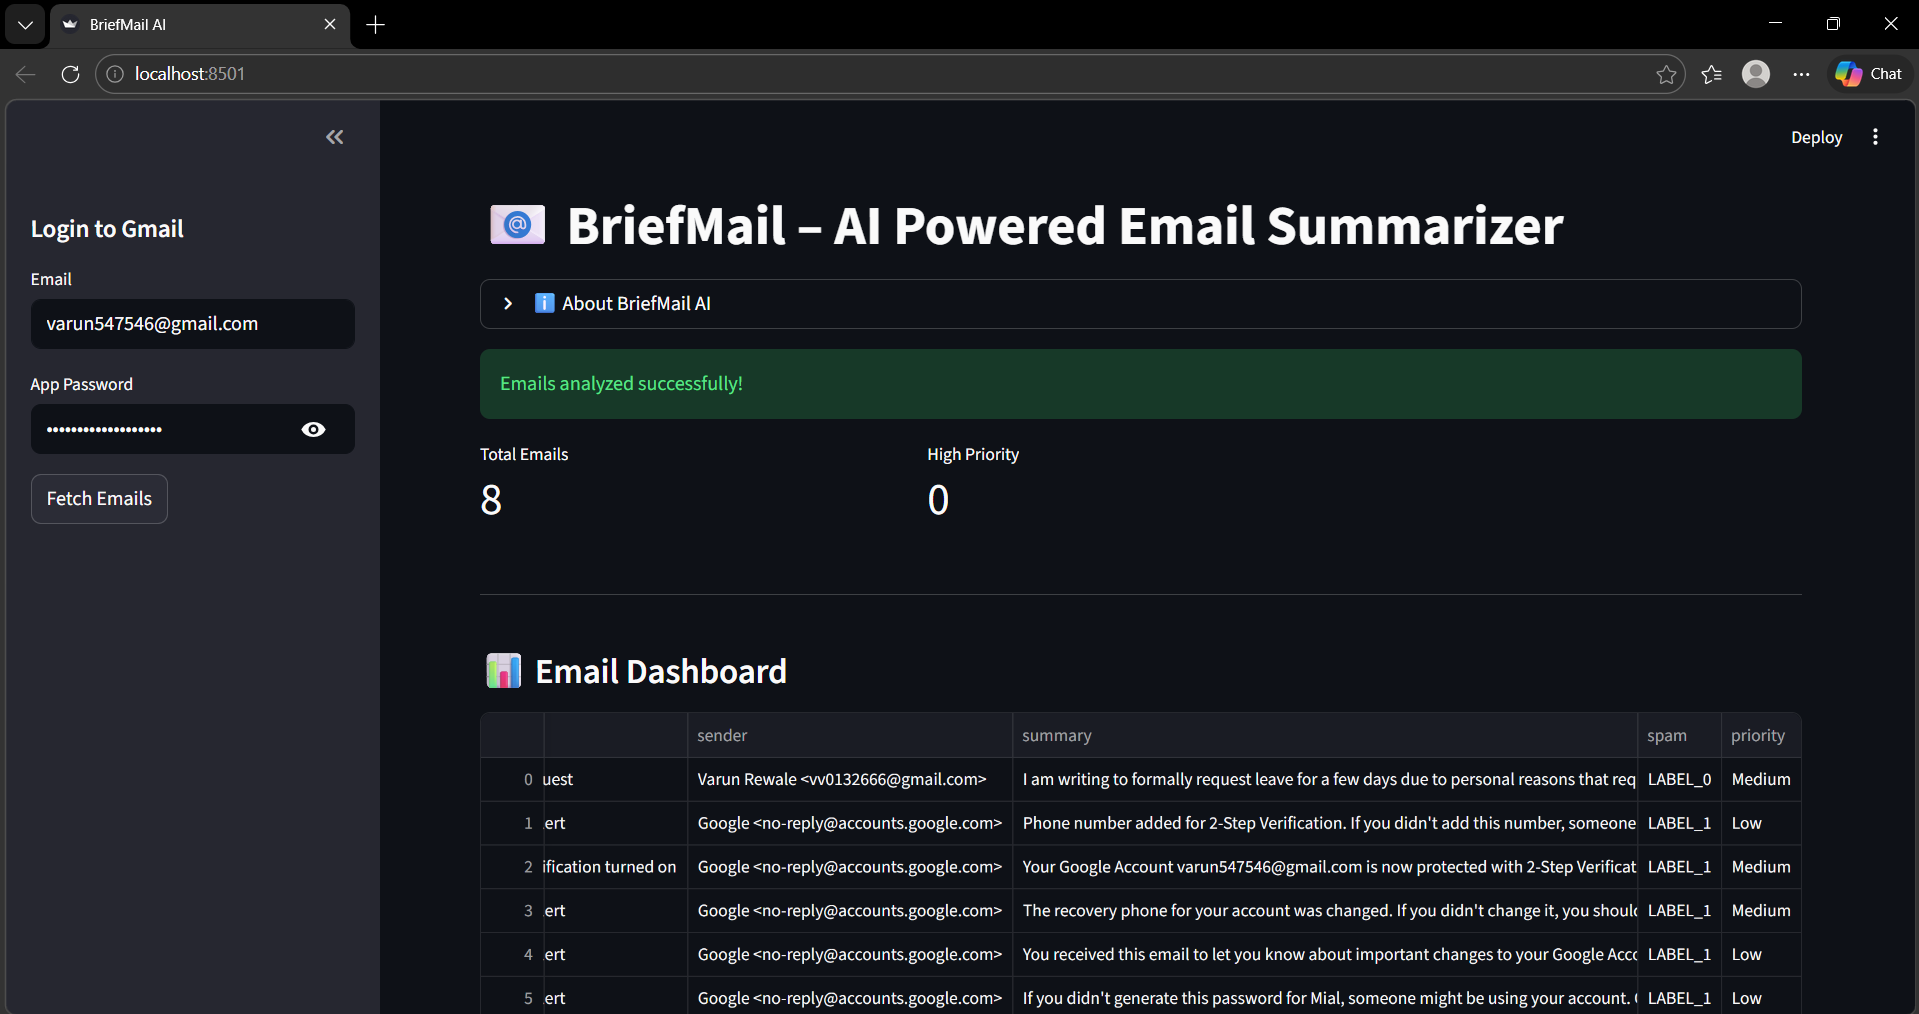 BriefMail AI
localhost:8501
Chat
Deploy
Login to Gmail
Email
varun547546@gmail.com
App Password
Fetch Emails
BriefMail – AI Powered Email Summarizer
About BriefMail AI
Emails analyzed successfully!
Total Emails
High Priority
8
0
Email Dashboard
sender summary spam priority
0 uest Varun Rewale <vv0132666@gmail.com> I am writing to formally request leave for a few days due to personal reasons that req LABEL_0 Medium
1 ert Google <no-reply@accounts.google.com> Phone number added for 2-Step Verification. If you didn't add this number, someone LABEL_1 Low
2 ification turned on Google <no-reply@accounts.google.com> Your Google Account varun547546@gmail.com is now protected with 2-Step Verificat LABEL_1 Medium
3 ert Google <no-reply@accounts.google.com> The recovery phone for your account was changed. If you didn't change it, you should LABEL_1 Medium
4 ert Google <no-reply@accounts.google.com> You received this email to let you know about important changes to your Google Acco LABEL_1 Low
5 ert Google <no-reply@accounts.google.com> If you didn't generate this password for Mial, someone might be using your account. LABEL_1 Low